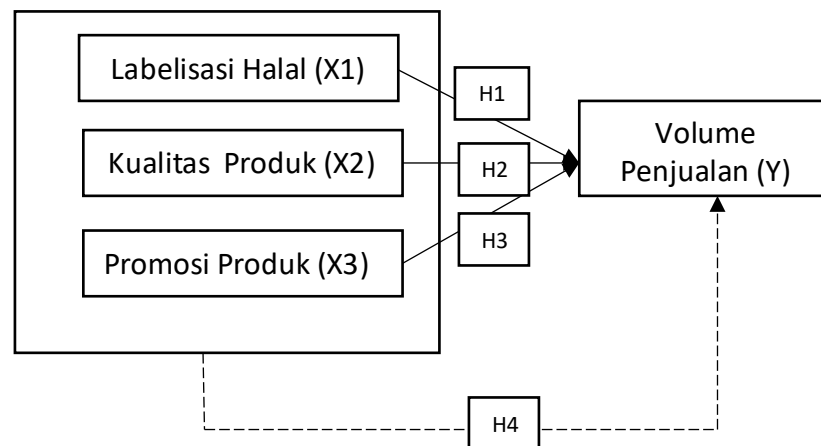 Labelisasi Halal (X1)
H1
Volume
Penjualan (Y)
Kualitas Produk (X2)
H2
Promosi Produk (X3)
H3
H4